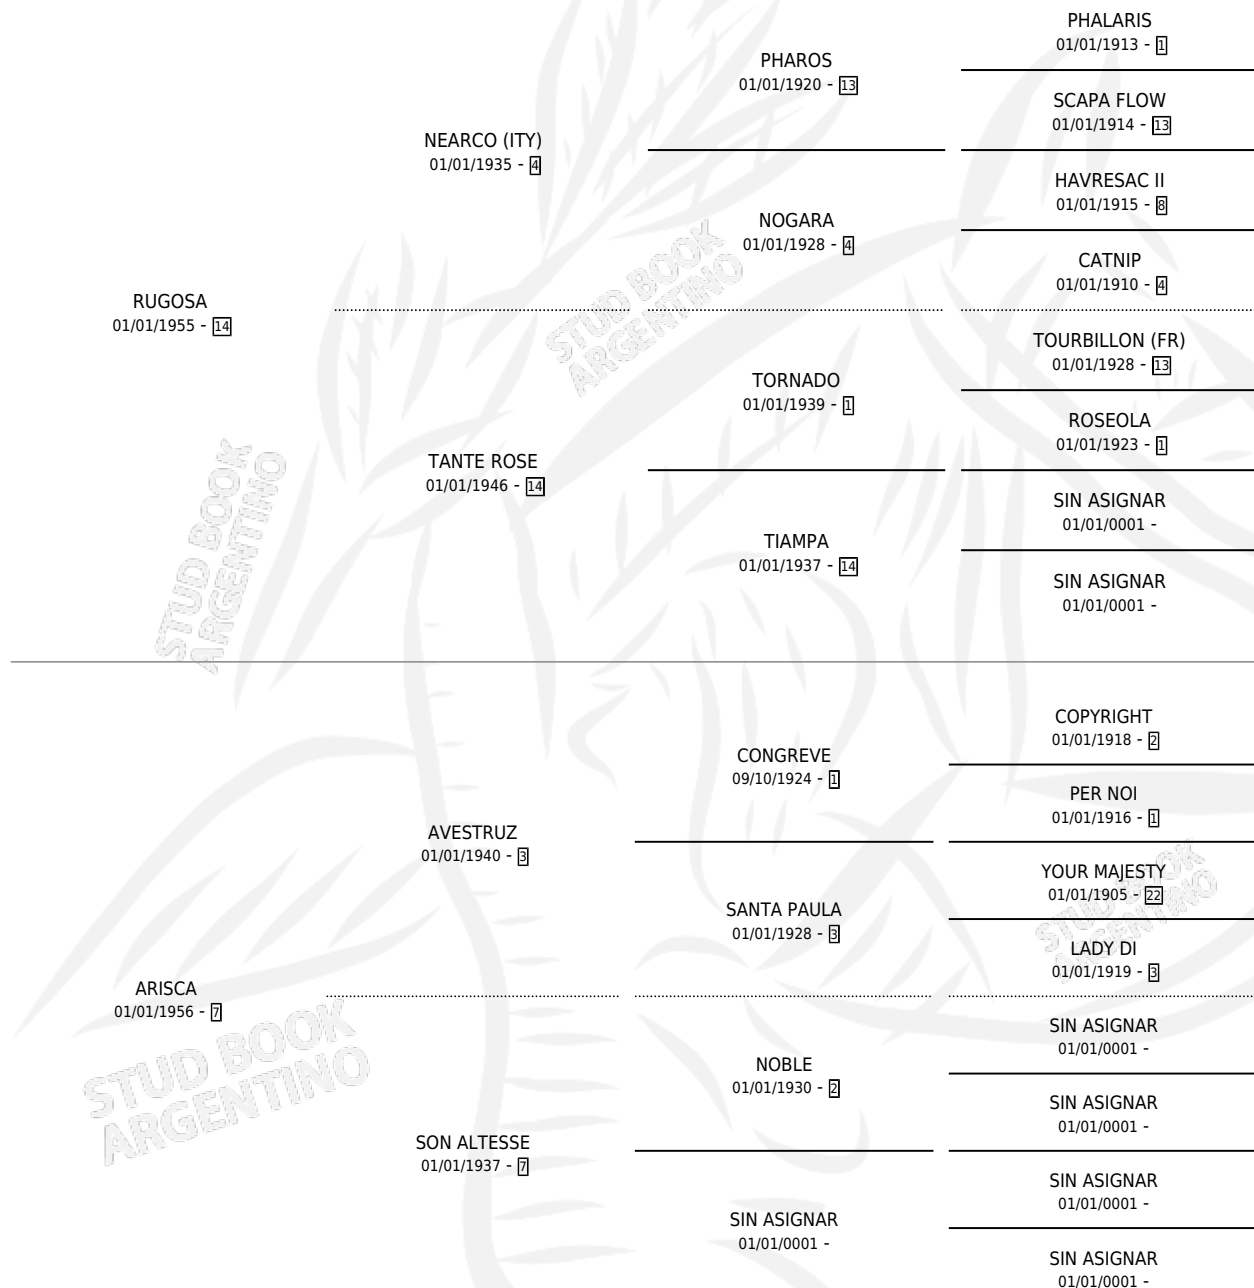 PHALARIS
01/01/1913 - 1
PHAROS
01/01/1920 - 13
SCAPA FLOW
01/01/1914 - 13
NEARCO (ITY)
01/01/1935 - 4
HAVRESAC II
01/01/1915 - 8
NOGARA
01/01/1928 - 4
CATNIP
01/01/1910 - 4
RUGOSA
01/01/1955 - 14
TOURBILLON (FR)
01/01/1928 - 13
TORNADO
01/01/1939 - 1
ROSEOLA
01/01/1923 - 1
TANTE ROSE
01/01/1946 - 14
SIN ASIGNAR
01/01/0001 -
TIAMPA
01/01/1937 - 14
SIN ASIGNAR
01/01/0001 -
COPYRIGHT
01/01/1918 - 2
CONGREVE
09/10/1924 - 1
PER NOI
01/01/1916 - 1
AVESTRUZ
01/01/1940 - 3
YOUR MAJESTY
01/01/1905 - 22
SANTA PAULA
01/01/1928 - 3
LADY DI
01/01/1919 - 3
ARISCA
01/01/1956 - 7
SIN ASIGNAR
01/01/0001 -
NOBLE
01/01/1930 - 2
SIN ASIGNAR
01/01/0001 -
SON ALTESSE
01/01/1937 - 7
SIN ASIGNAR
01/01/0001 -
SIN ASIGNAR
01/01/0001 -
SIN ASIGNAR
01/01/0001 -
STUD BOOK
ARGENTINO
STUD BOOK
ARGENTINO
STUD BOOK
ARGENTINO
STUD BOOK
ARGENTINO